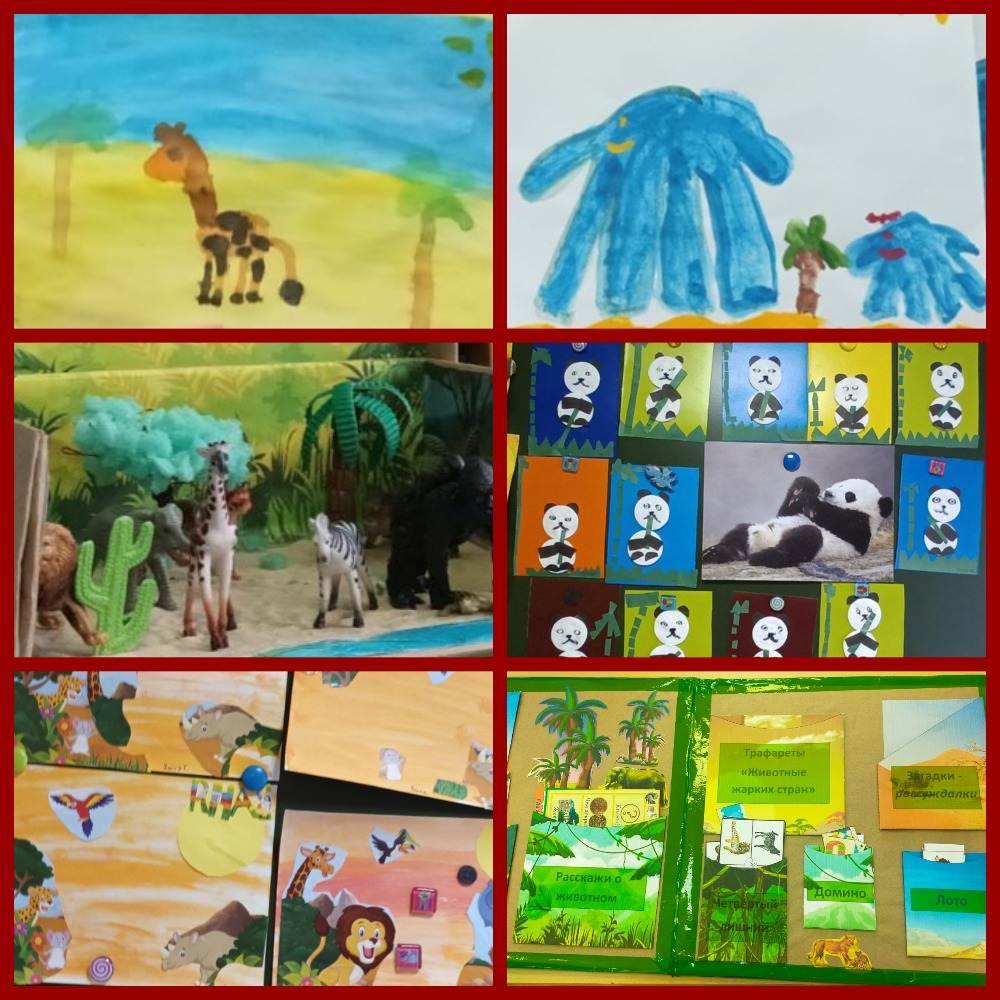 Трафареты
«Животные
жарких стран»
Загадки -
рассуждалки
Расскажи о
животном
Четвертый
лишний
Домино
Лото